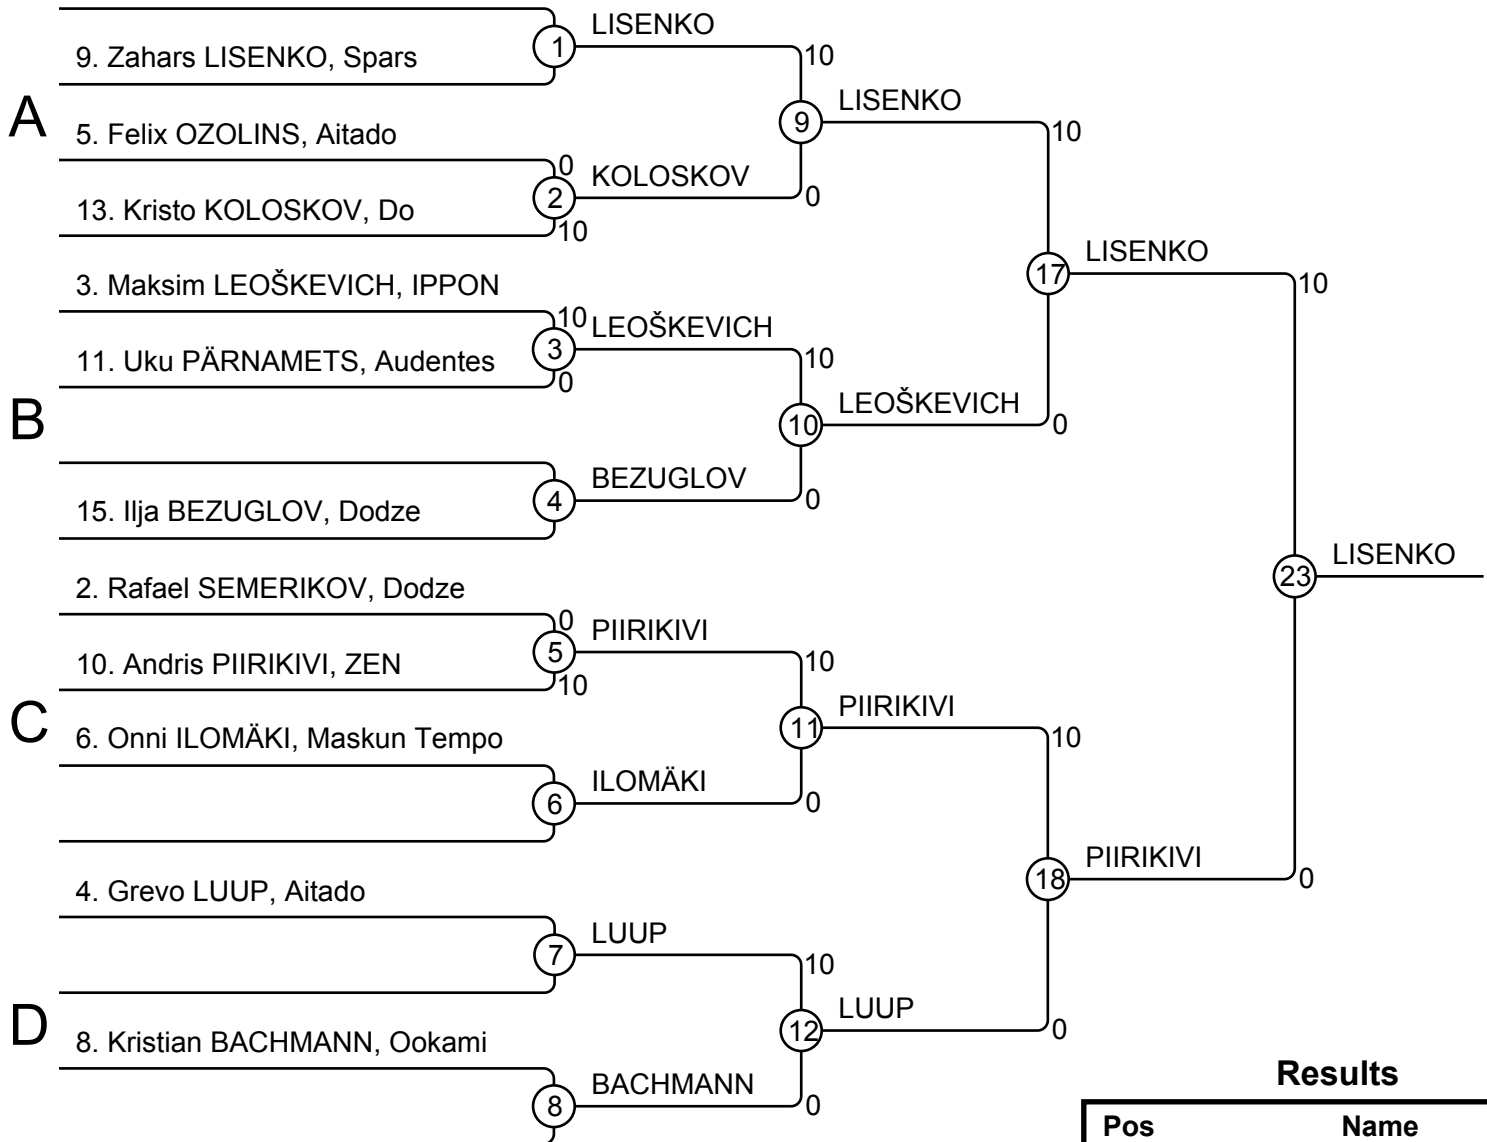 LISENKO
9. Zahars LISENKO, Spars
1
10
A
LISENKO
9
10
5. Felix OZOLINS, Aitado
0
KOLOSKOV
2
0
13. Kristo KOLOSKOV, Do
10
LISENKO
17
10
3. Maksim LEOŠKEVICH, IPPON
10
LEOŠKEVICH
3
10
11. Uku PÄRNAMETS, Audentes
0
B
LEOŠKEVICH
10
0
BEZUGLOV
4
0
15. Ilja BEZUGLOV, Dodze
LISENKO
23
2. Rafael SEMERIKOV, Dodze
0
PIIRIKIVI
5
10
10. Andris PIIRIKIVI, ZEN
10
C
PIIRIKIVI
11
10
6. Onni ILOMÄKI, Maskun Tempo
ILOMÄKI
6
0
PIIRIKIVI
18
0
4. Grevo LUUP, Aitado
LUUP
7
10
D
LUUP
12
0
8. Kristian BACHMANN, Ookami
BACHMANN
8
0
Results
Pos Name